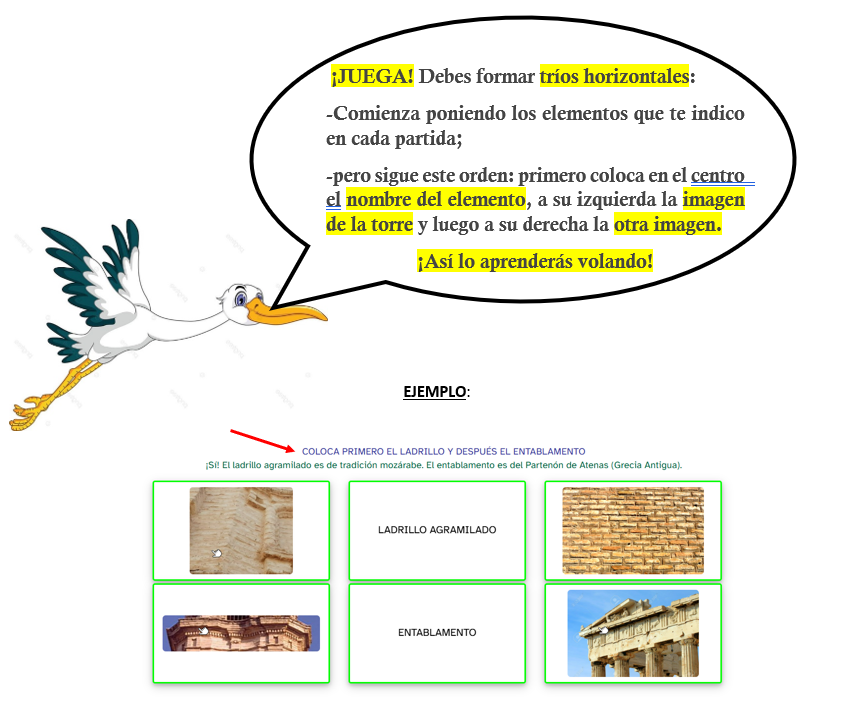 ¡JUEGA! Debes formar tríos horizontales:
-Comienza poniendo los elementos que te indico
en cada partida;
-pero sigue este orden: primero coloca en el centro
el nombre del elemento, a su izquierda la imagen
de la torre y luego a su derecha la otra imagen.
¡Así lo aprenderás volando!
EJEMPLO:
COLOCA PRIMERO EL LADRILLO Y DESPUÉS EL ENTABLAMENTO
¡Sí! El ladrillo agramilado es de tradición mozárabe. El entablamento es del Partenón de Atenas (Grecia Antigua).
LADRILLO AGRAMILADO
ENTABLAMENTO